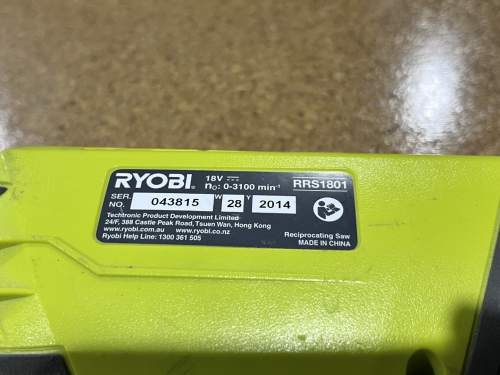 RYOBI 18V RRS1801
n₀: 0-3100 min⁻¹
SER. NO. 043815 W 28 Y 2014
Techtronic Product Development Limited
24/F, 388 Castle Peak Road, Tsuen Wan, Hong Kong
www.ryobi.com.au www.ryobi.co.nz
Ryobi Help Line: 1300 361 505
Reciprocating Saw
MADE IN CHINA